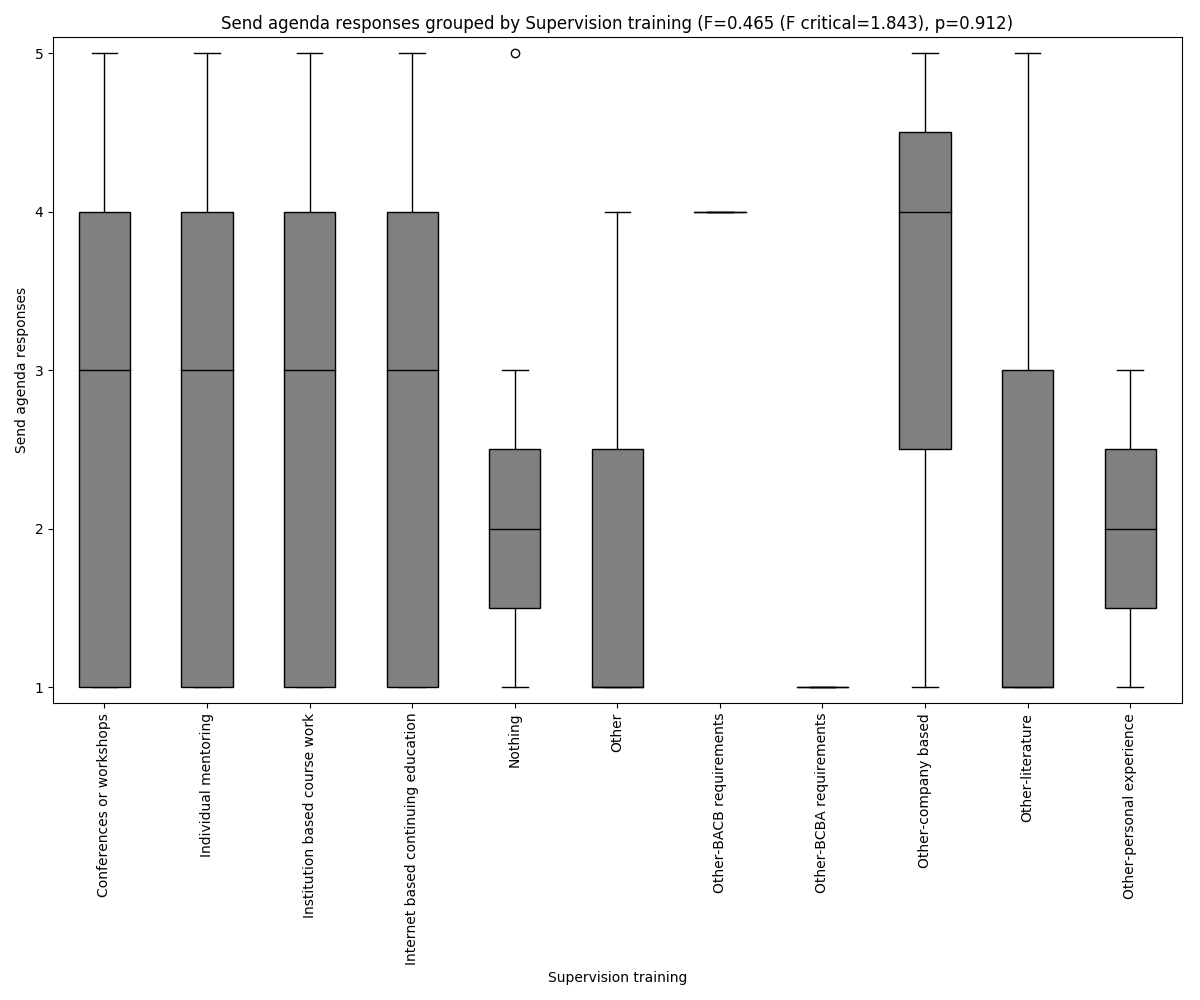 Send agenda responses grouped by Supervision training (F=0.465 (F critical=1.843), p=0.912)
Send agenda responses
5
4
3
2
1
Conferences or workshops
Individual mentoring
Institution based course work
Internet based continuing education
Nothing
Other
Other-BACB requirements
Other-BCBA requirements
Other-company based
Other-literature
Other-personal experience
Supervision training